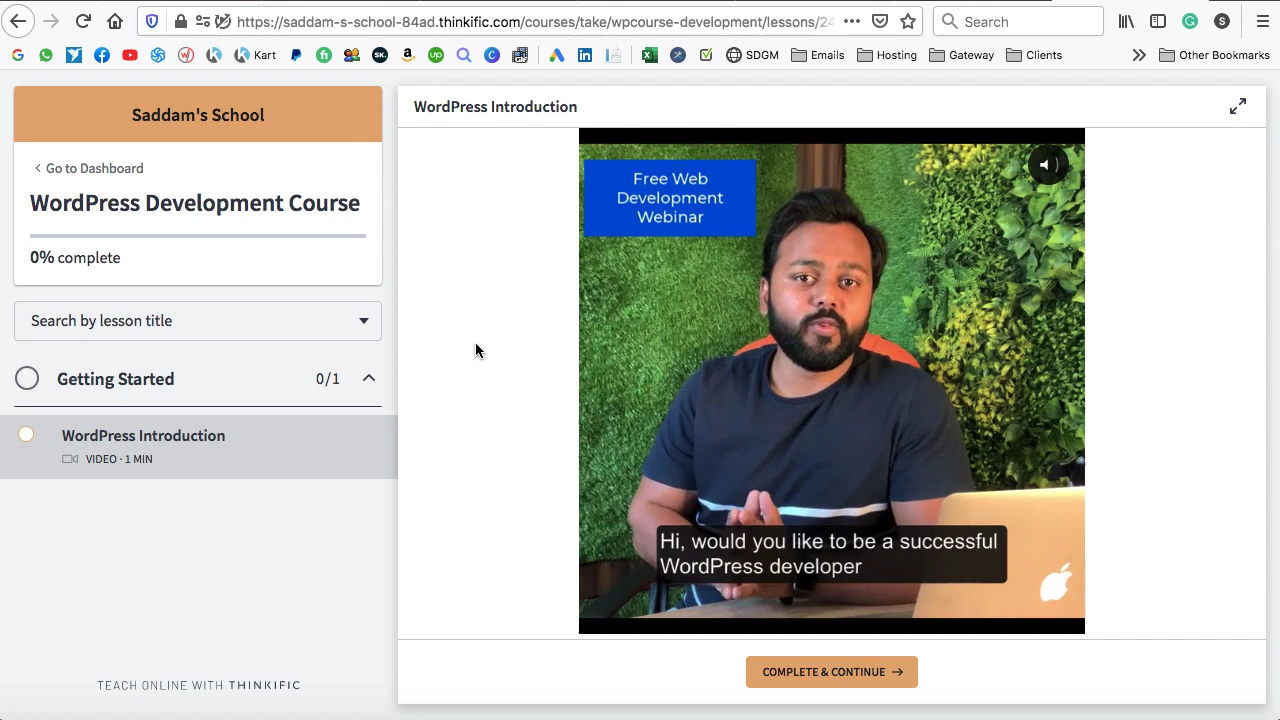 https://saddam-s-school-84ad.thinkific.com/courses/take/wpcourse-development/lessons/24
Search
Kart
SDGM
Emails
Hosting
Gateway
Clients
Other Bookmarks
Saddam's School
Go to Dashboard
WordPress Development Course
0% complete
Search by lesson title
Getting Started 0/1
WordPress Introduction
VIDEO · 1 MIN
TEACH ONLINE WITH THINKIFIC
WordPress Introduction
Free Web
Development
Webinar
Hi, would you like to be a successful
WordPress developer
COMPLETE & CONTINUE →